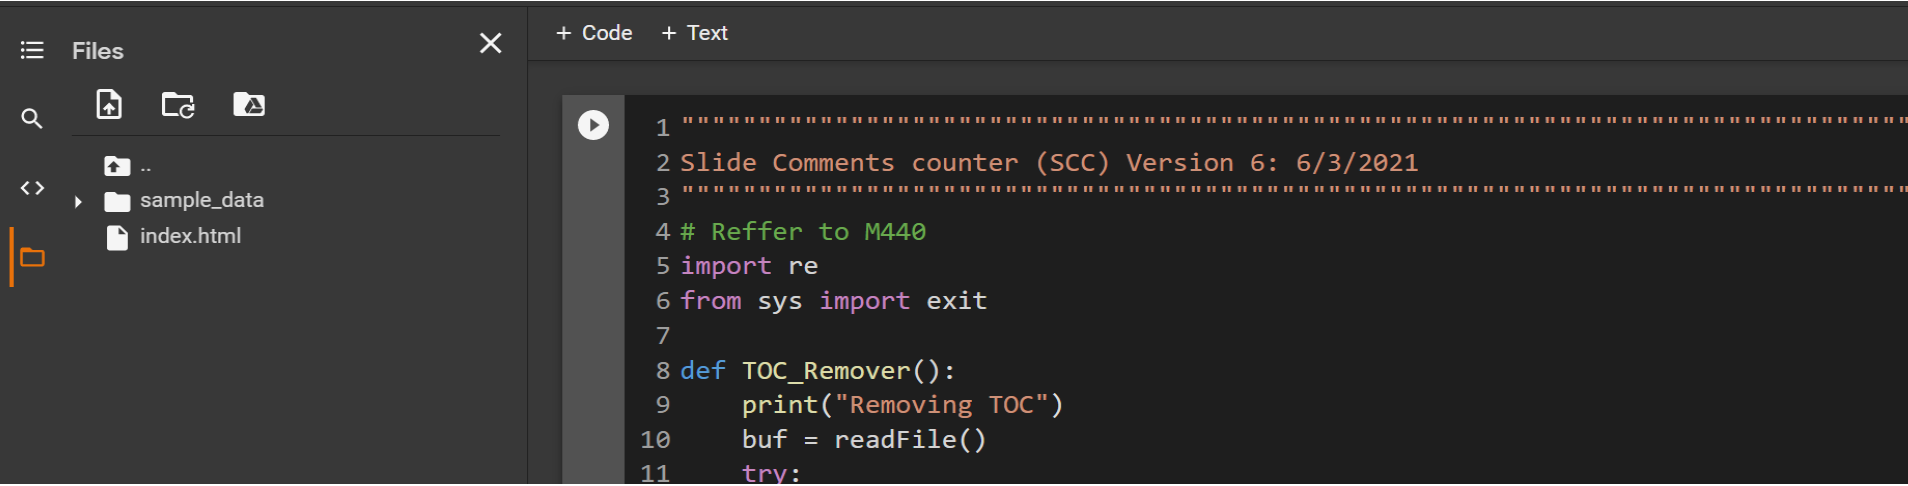 Files
+ Code + Text
..
sample_data
index.html
1 """"""""""""""""""""""""""""""""""""""""""""""""""""""""""""""""""""""""""""""""
2 Slide Comments counter (SCC) Version 6: 6/3/2021
3 """"""""""""""""""""""""""""""""""""""""""""""""""""""""""""""""""""""""""""""""
4 # Reffer to M440
5 import re
6 from sys import exit
7
8 def TOC_Remover():
9     print("Removing TOC")
10     buf = readFile()
11     try: